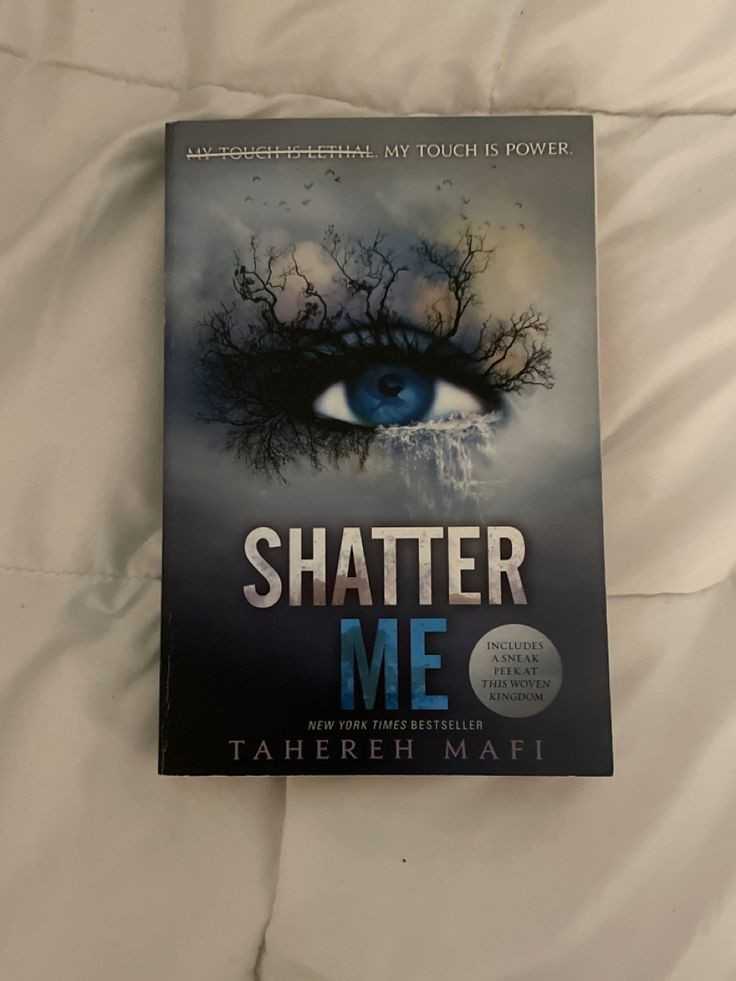 MY TOUCH IS LETHAL. MY TOUCH IS POWER.
SHATTER
ME
INCLUDES
A SNEAK
PEEK AT
THIS WOVEN
KINGDOM
NEW YORK TIMES BESTSELLER
TAHEREH MAFI